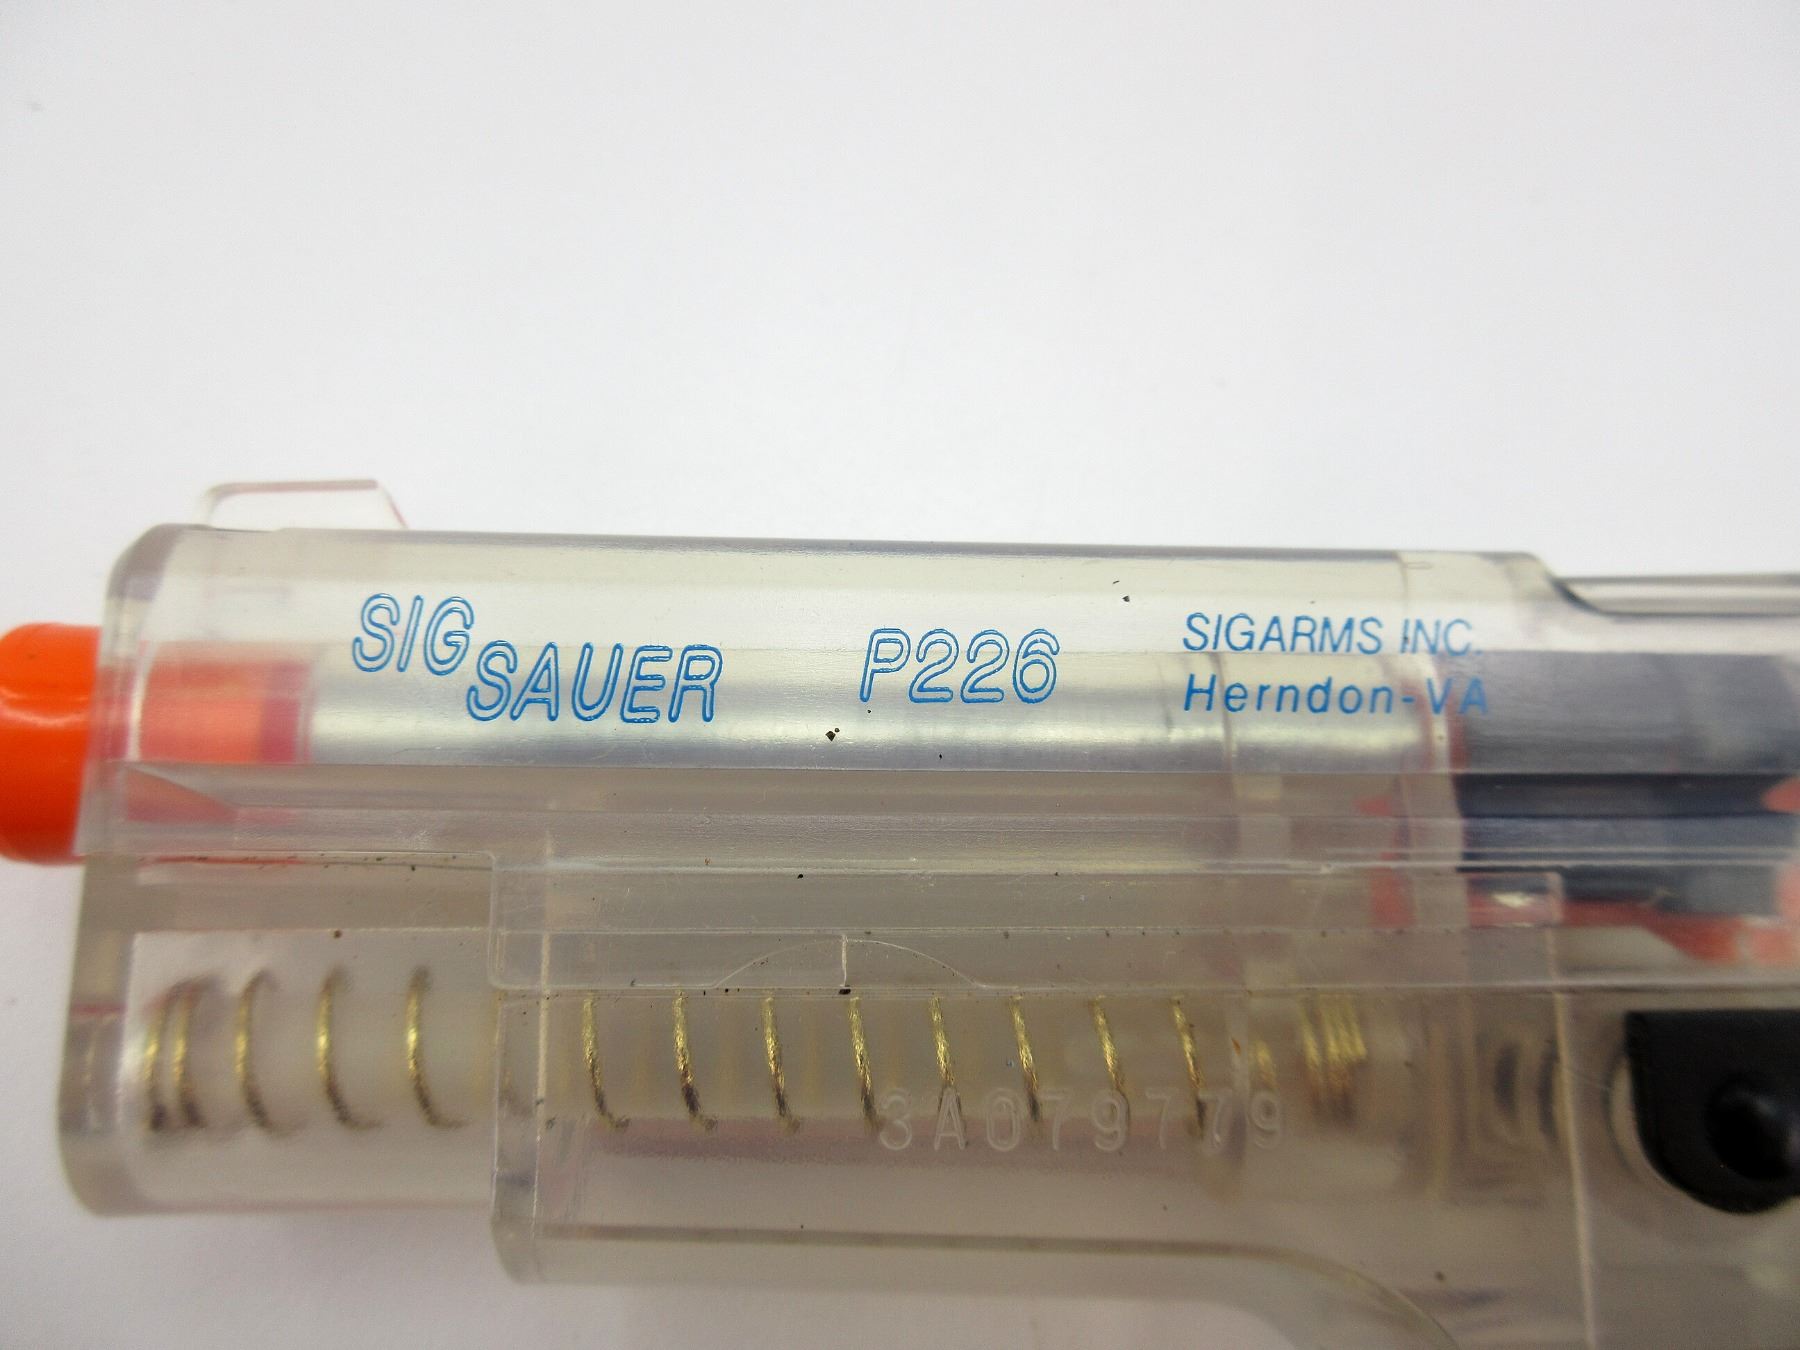 SIG SAUER P226 SIGARMS INC.
Herndon-VA
3A079779